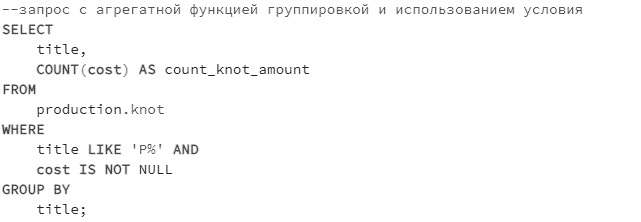 --запрос с агрегатной функцией группировкой и использованием условия
SELECT
    title,
    COUNT(cost) AS count_knot_amount
FROM
    production.knot
WHERE
    title LIKE 'P%' AND
    cost IS NOT NULL
GROUP BY
    title;